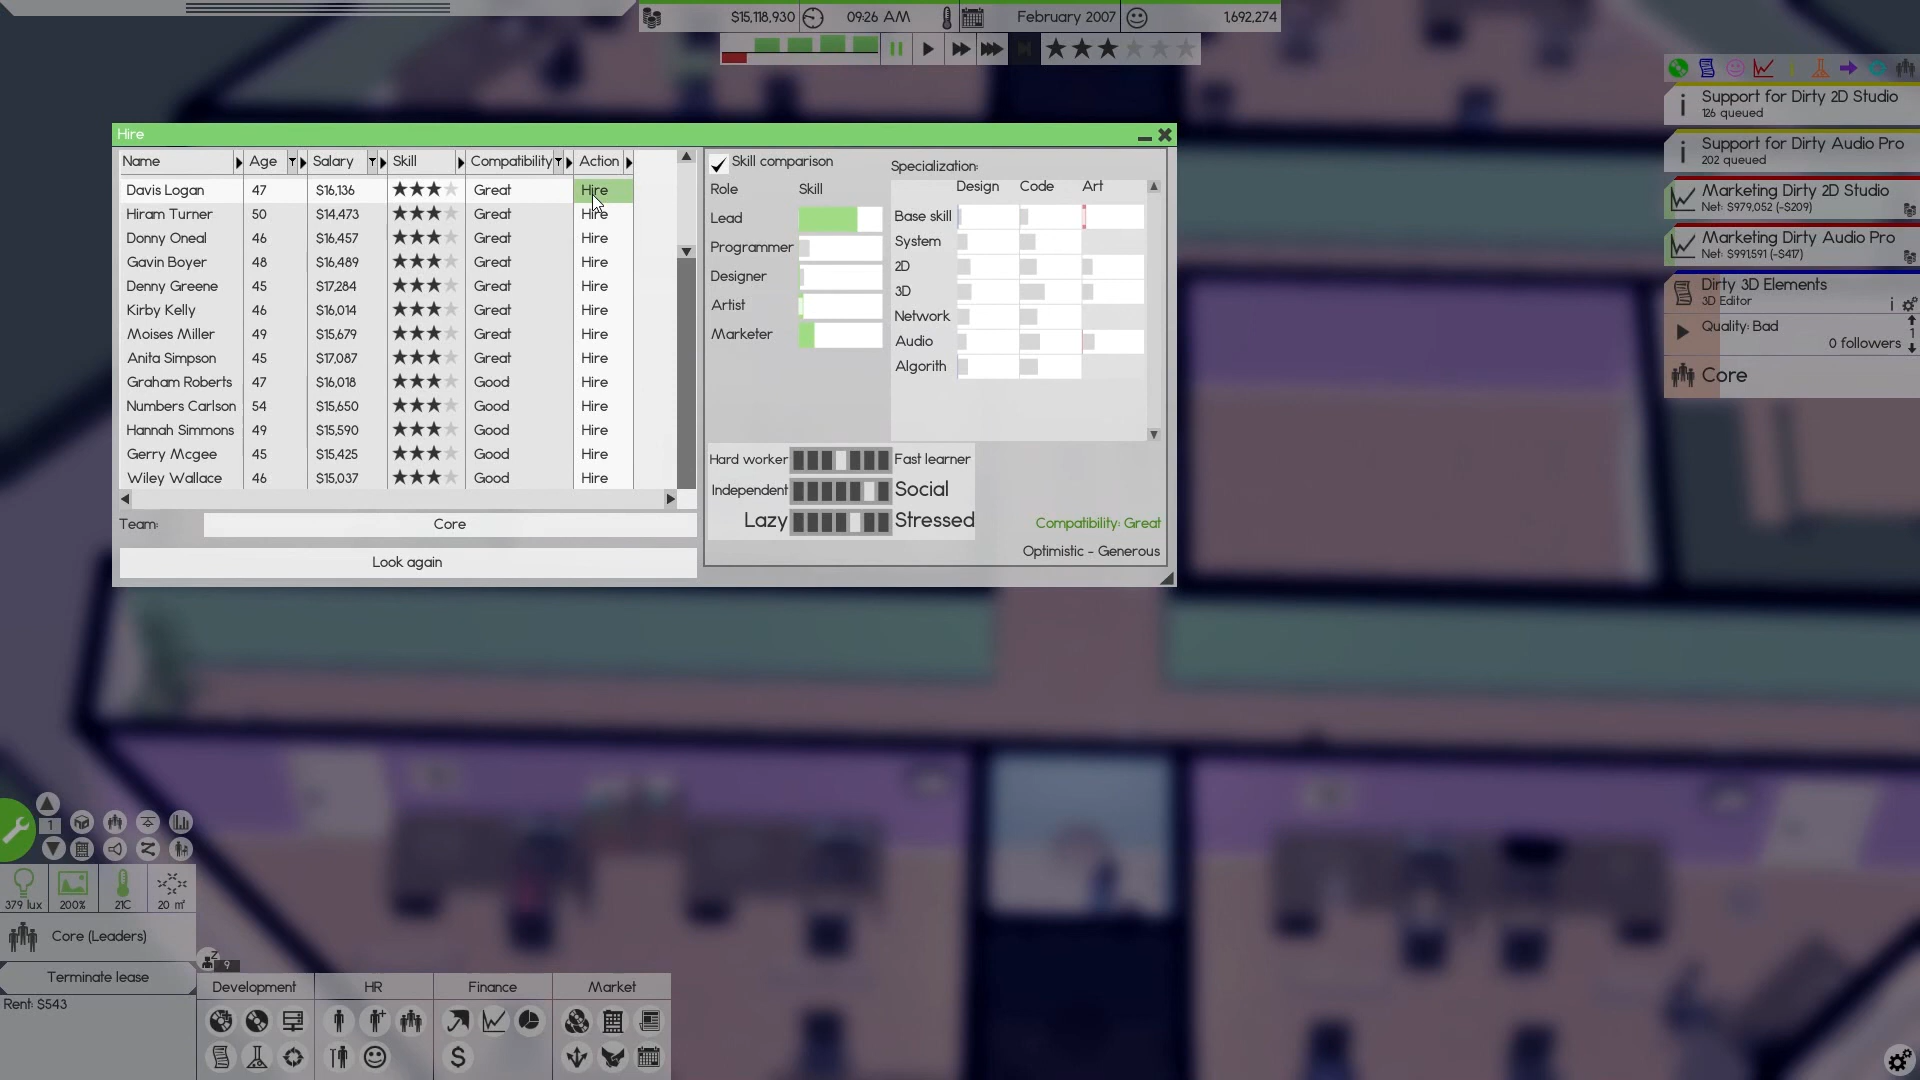 $15,118,930 09:26 AM February 2007 1,692,274
Support for Dirty 2D Studio
126 queued
Support for Dirty Audio Pro
202 queued
Marketing Dirty 2D Studio
Net: $979,052 (-$209)
Marketing Dirty Audio Pro
Net: $991,591 (-$417)
Dirty 3D Elements
3D Editor
Quality: Bad
1
0 followers
Core
Hire
Name Age Salary Skill Compatibility Action
Davis Logan 47 $16,136 Great Hire
Hiram Turner 50 $14,473 Great Hire
Donny Oneal 46 $16,457 Great Hire
Gavin Boyer 48 $16,489 Great Hire
Denny Greene 45 $17,284 Great Hire
Kirby Kelly 46 $16,014 Great Hire
Moises Miller 49 $15,679 Great Hire
Anita Simpson 45 $17,087 Great Hire
Graham Roberts 47 $16,018 Good Hire
Numbers Carlson 54 $15,650 Good Hire
Hannah Simmons 49 $15,590 Good Hire
Gerry Mcgee 45 $15,425 Good Hire
Wiley Wallace 46 $15,037 Good Hire
Team: Core
Look again
Skill comparison
Role Skill
Lead
Programmer
Designer
Artist
Marketer
Specialization:
Design Code Art
Base skill
System
2D
3D
Network
Audio
Algorith
Hard worker Fast learner
Independent Social
Lazy Stressed
Compatibility: Great
Optimistic - Generous
1
379 lux 200% 21C 20 m²
Core (Leaders)
Terminate lease
Rent: $543
Z
9
Development HR Finance Market